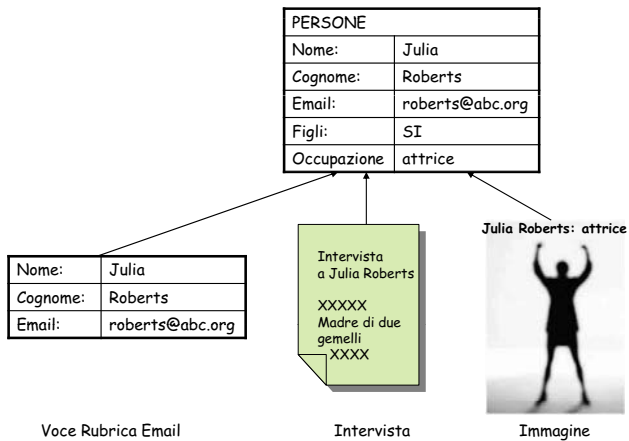 PERSONE
Nome: Julia
Cognome: Roberts
Email: roberts@abc.org
Figli: SI
Occupazione attrice
Julia Roberts: attrice
Nome: Julia
Cognome: Roberts
Email: roberts@abc.org
Intervista
a Julia Roberts
XXXXX
Madre di due
gemelli
XXXX
Voce Rubrica Email
Intervista
Immagine